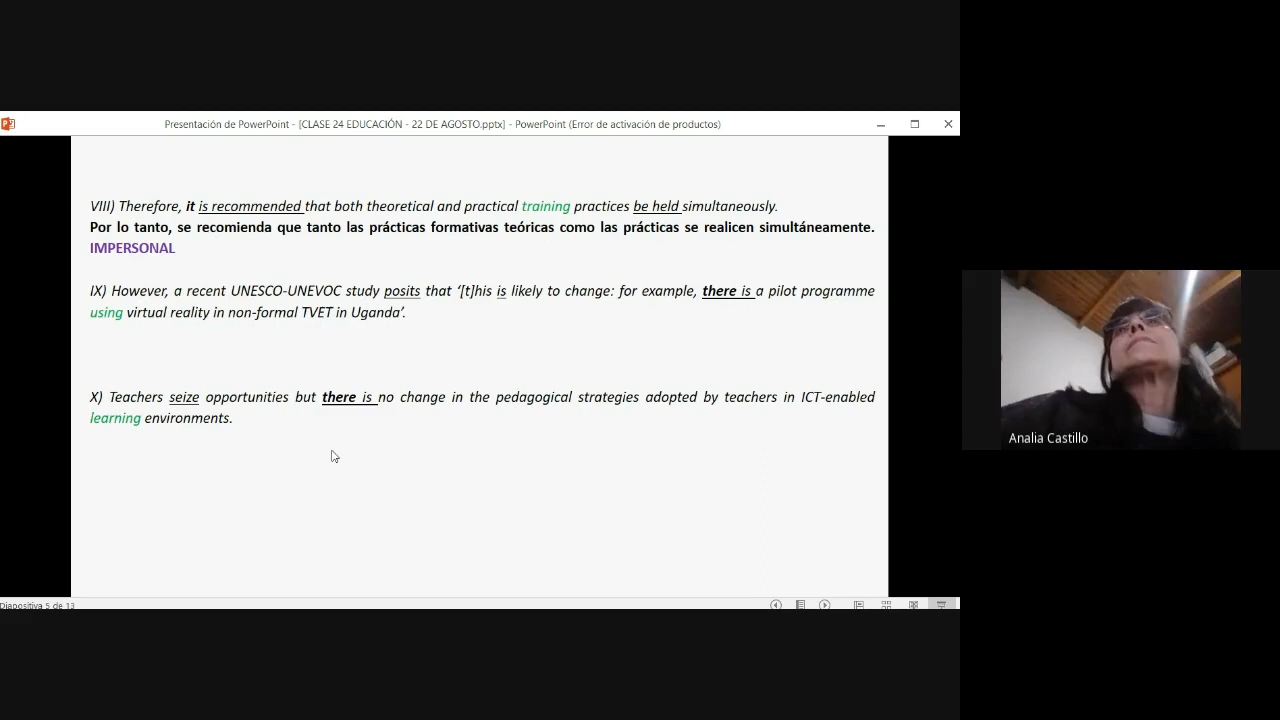 Presentación de PowerPoint - [CLASE 24 EDUCACIÓN - 22 DE AGOSTO.pptx] - PowerPoint (Error de activación de productos)
VIII) Therefore, it is recommended that both theoretical and practical training practices be held simultaneously.
Por lo tanto, se recomienda que tanto las prácticas formativas teóricas como las prácticas se realicen simultáneamente.
IMPERSONAL
IX) However, a recent UNESCO-UNEVOC study posits that ‘[t]his is likely to change: for example, there is a pilot programme
using virtual reality in non-formal TVET in Uganda’.
X) Teachers seize opportunities but there is no change in the pedagogical strategies adopted by teachers in ICT-enabled
learning environments.
Analia Castillo
Diapositiva 5 de 13